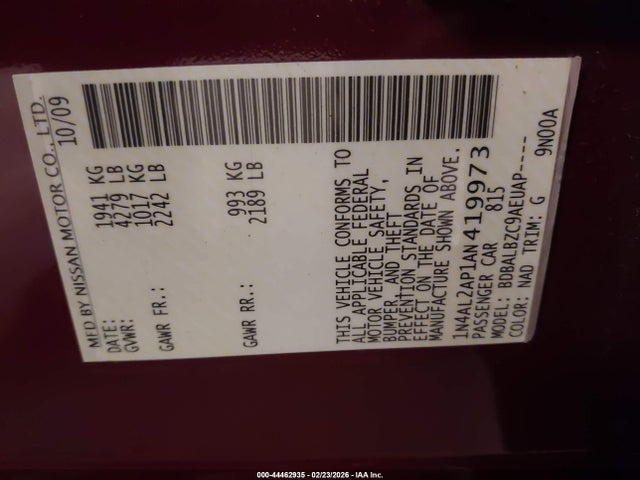 MFD BY NISSAN MOTOR CO., LTD.
DATE: 10/09
GVWR: 1941 KG
4279 LB
GAWR FR.: 1017 KG
2242 LB
GAWR RR.: 993 KG
2189 LB
THIS VEHICLE CONFORMS TO
ALL APPLICABLE FEDERAL
MOTOR VEHICLE SAFETY,
BUMPER, AND THEFT
PREVENTION STANDARDS IN
EFFECT ON THE DATE OF
MANUFACTURE SHOWN ABOVE.
1N4AL2AP1AN419973
PASSENGER CAR 815
MODEL: BDBALBZC9AEUAP----
COLOR: NAD TRIM: G 9N00A
000-44462935 - 02/23/2026 - IAA Inc.